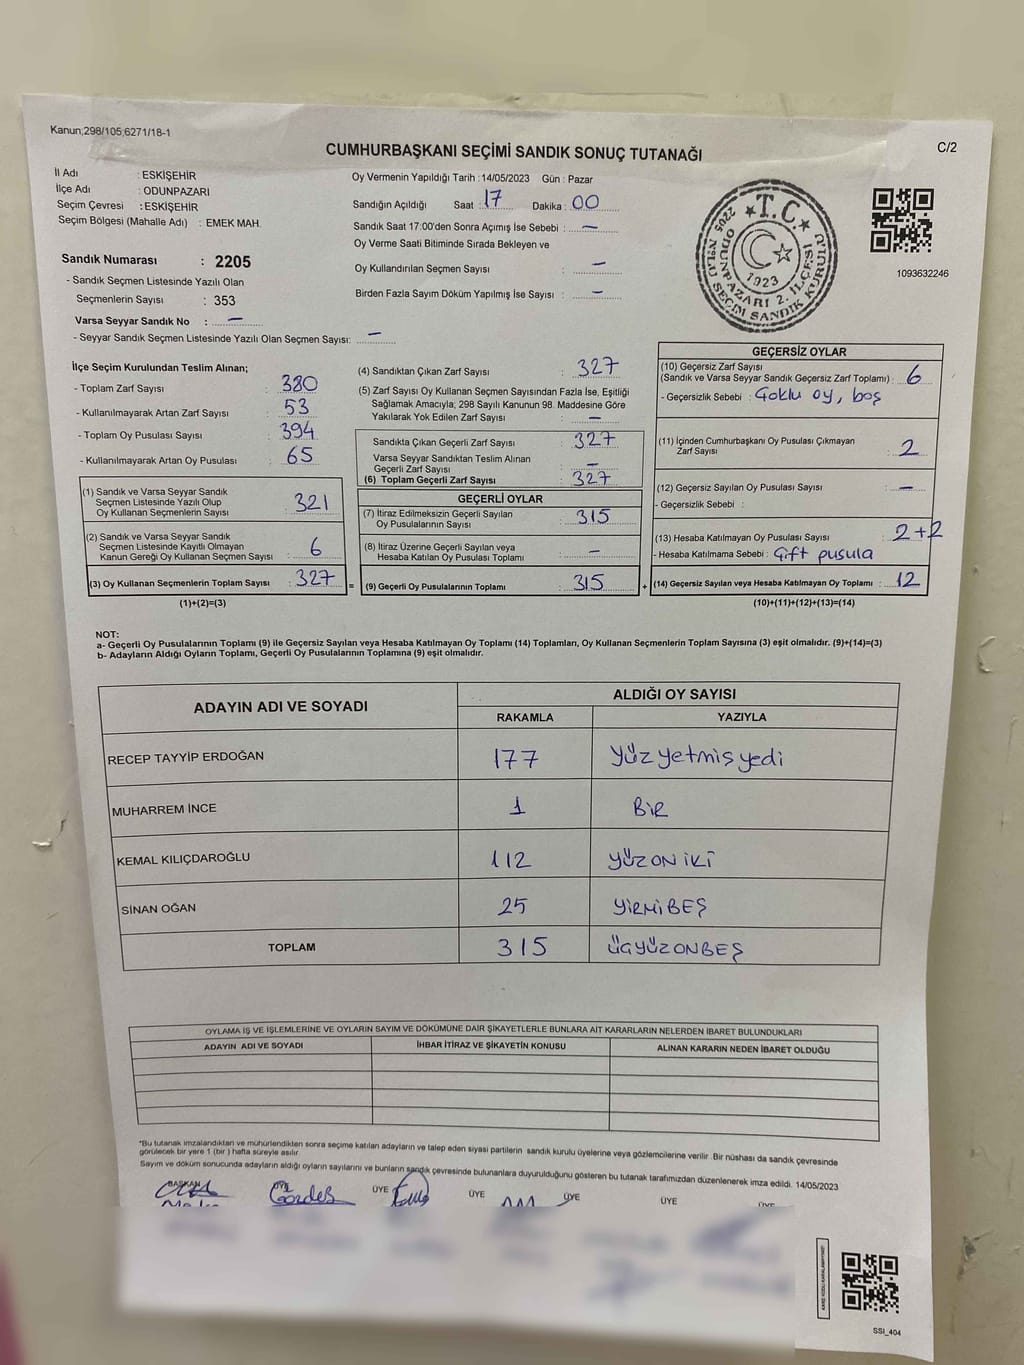 Kanun;298/105;6271/18-1
CUMHURBAŞKANI SEÇİMİ SANDIK SONUÇ TUTANAĞI
C/2
İl Adı : ESKİŞEHİR
İlçe Adı : ODUNPAZARI
Seçim Çevresi : ESKİŞEHİR
Seçim Bölgesi (Mahalle Adı) : EMEK MAH.
Sandık Numarası : 2205
- Sandık Seçmen Listesinde Yazılı Olan
Seçmenlerin Sayısı : 353
Varsa Seyyar Sandık No : —
- Seyyar Sandık Seçmen Listesinde Yazılı Olan Seçmen Sayısı: —
Oy Vermenin Yapıldığı Tarih : 14/05/2023 Gün : Pazar
Sandığın Açıldığı Saat : 17 Dakika : 00
Sandık Saat 17:00'den Sonra Açımış İse Sebebi : —
Oy Verme Saati Bitiminde Sırada Bekleyen ve
Oy Kullandırılan Seçmen Sayısı : —
Birden Fazla Sayım Döküm Yapılmış İse Sayısı : —
T.C.
1923
2205 NOLU SEÇİM SANDIK KURULU
ODUNPAZARI 2. İLÇESİ
1093632246
İlçe Seçim Kurulundan Teslim Alınan;
- Toplam Zarf Sayısı : 380
- Kullanılmayarak Artan Zarf Sayısı : 53
- Toplam Oy Pusulası Sayısı : 394
- Kullanılmayarak Artan Oy Pusulası : 65
(1) Sandık ve Varsa Seyyar Sandık
Seçmen Listesinde Yazılı Olup
Oy Kullanan Seçmenlerin Sayısı : 321
(2) Sandık ve Varsa Seyyar Sandık
Seçmen Listesinde Kayıtlı Olmayan
Kanun Gereği Oy Kullanan Seçmen Sayısı : 6
(3) Oy Kullanan Seçmenlerin Toplam Sayısı : 327
(1)+(2)=(3)
(4) Sandıktan Çıkan Zarf Sayısı : 327
(5) Zarf Sayısı Oy Kullanan Seçmen Sayısından Fazla İse, Eşitliği
Sağlamak Amacıyla, 298 Sayılı Kanunun 98. Maddesine Göre
Yakılarak Yok Edilen Zarf Sayısı : —
Sandıkta Çıkan Geçerli Zarf Sayısı : 327
Varsa Seyyar Sandıktan Teslim Alınan
Geçerli Zarf Sayısı : —
(6) Toplam Geçerli Zarf Sayısı : 327
GEÇERLİ OYLAR
(7) İtiraz Edilmeksizin Geçerli Sayılan
Oy Pusulalarının Sayısı : 315
(8) İtiraz Üzerine Geçerli Sayılan veya
Hesaba Katılan Oy Pusulaları Toplamı : —
= (9) Geçerli Oy Pusulalarının Toplamı : 315 +
GEÇERSİZ OYLAR
(10) Geçersiz Zarf Sayısı
(Sandık ve Varsa Seyyar Sandık Geçersiz Zarf Toplamı) : 6
- Geçersizlik Sebebi : Çoklu oy, boş
(11) İçinden Cumhurbaşkanı Oy Pusulası Çıkmayan
Zarf Sayısı : 2
(12) Geçersiz Sayılan Oy Pusulası Sayısı : —
- Geçersizlik Sebebi :
(13) Hesaba Katılmayan Oy Pusulası Sayısı : 2+2
- Hesaba Katılmama Sebebi : Çift pusula
(14) Geçersiz Sayılan veya Hesaba Katılmayan Oy Toplamı : 12
(10)+(11)+(12)+(13)=(14)
NOT:
a- Geçerli Oy Pusulalarının Toplamı (9) ile Geçersiz Sayılan veya Hesaba Katılmayan Oy Toplamı (14) Toplamları, Oy Kullanan Seçmenlerin Toplam Sayısına (3) eşit olmalıdır. (9)+(14)=(3)
b- Adayların Aldığı Oyların Toplamı, Geçerli Oy Pusulalarının Toplamına (9) eşit olmalıdır.
ADAYIN ADI VE SOYADI ALDIĞI OY SAYISI
RAKAMLA YAZIYLA
RECEP TAYYİP ERDOĞAN 177 Yüzyetmişyedi
MUHARREM İNCE 1 BİR
KEMAL KILIÇDAROĞLU 112 YÜZONİKİ
SİNAN OĞAN 25 YİRMİBEŞ
TOPLAM 315 ÜÇYÜZONBEŞ
OYLAMA İŞ VE İŞLEMLERİNE VE OYLARIN SAYIM VE DÖKÜMÜNE DAİR ŞİKAYETLERLE BUNLARA AİT KARARLARIN NELERDEN İBARET BULUNDUKLARI
ADAYIN ADI VE SOYADI İHBAR İTİRAZ VE ŞİKAYETİN KONUSU ALINAN KARARIN NEDEN İBARET OLDUĞU
*Bu tutanak imzalandıktan ve mühürlendikten sonra seçime katılan adayların ve talep eden siyasi partilerin sandık kurulu üyelerine veya gözlemcilerine verilir. Bir nüshası da sandık çevresinde
görülecek bir yere 1 (bir ) hafta süreyle asılır.
Sayım ve döküm sonucunda adayların aldığı oyların sayılarını ve bunların sandık çevresinde bulunanlara duyurulduğunu gösteren bu tutanak tarafımızdan düzenlenerek imza edildi. 14/05/2023
BAŞKAN ÜYE ÜYE ÜYE ÜYE ÜYE ÜYE
SSI_404